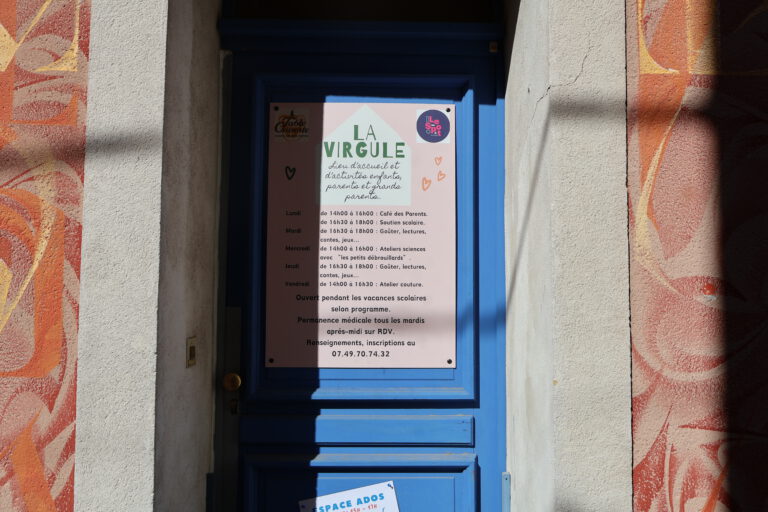 Table
Ouverte
LA
VIRGULE
Lieu d'accueil et
d'activités enfants,
parents et grands
parents.
Lundi de 14h00 à 16h00 : Café des Parents.
de 16h30 à 18h00 : Soutien scolaire.
Mardi de 16h30 à 18h00 : Goûter, lectures,
contes, jeux...
Mercredi de 14h00 à 16h00 : Ateliers sciences
avec "les petits débrouillards".
Jeudi de 16h30 à 18h00 : Goûter, lectures,
contes, jeux...
Vendredi de 14h00 à 16h30 : Atelier couture.
Ouvert pendant les vacances scolaires
selon programme.
Permanence médicale tous les mardis
aprés-midi sur RDV.
Renseignements, inscriptions au
07.49.70.74.32
ESPACE ADOS